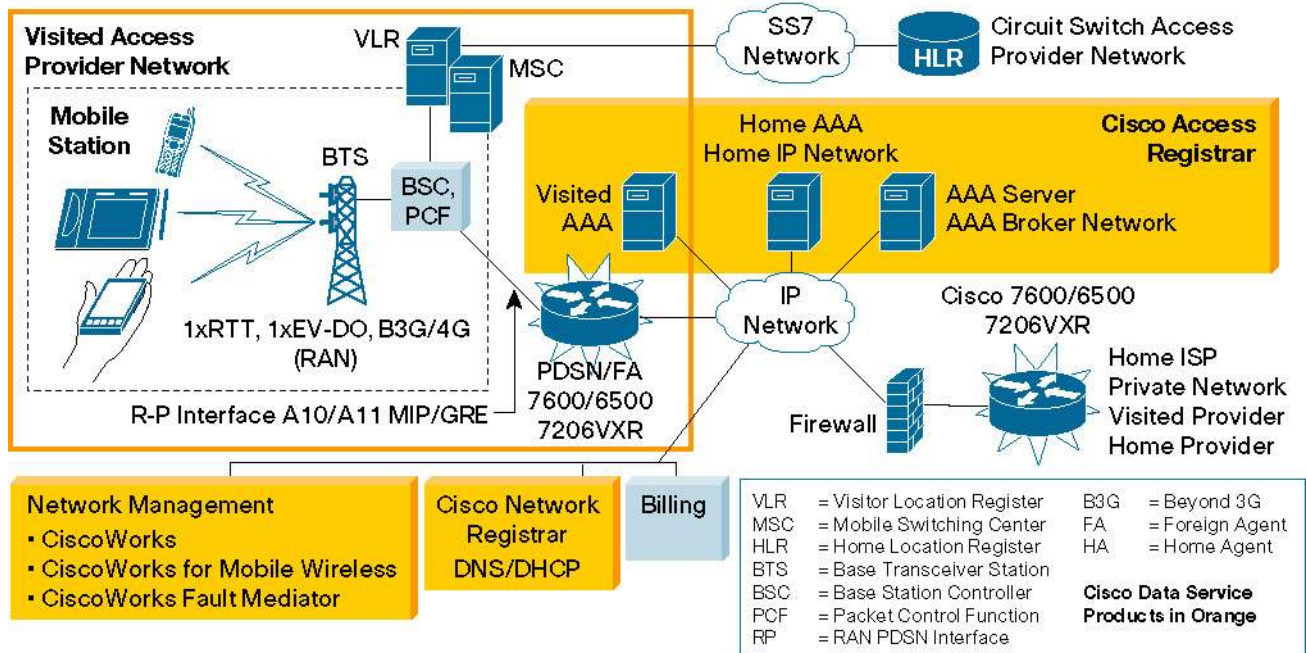 Visited Access
Provider Network
VLR
MSC
SS7
Network
HLR
Circuit Switch Access
Provider Network
Mobile
Station
BTS
BSC,
PCF
1xRTT, 1xEV-DO, B3G/4G
(RAN)
R-P Interface A10/A11 MIP/GRE
Home AAA
Home IP Network
Cisco Access
Registrar
Visited
AAA
AAA Server
AAA Broker Network
IP
Network
PDSN/FA
7600/6500
7206VXR
Cisco 7600/6500
7206VXR
Firewall
Home ISP
Private Network
Visited Provider
Home Provider
Network Management
▪ CiscoWorks
▪ CiscoWorks for Mobile Wireless
▪ CiscoWorks Fault Mediator
Cisco Network
Registrar
DNS/DHCP
Billing
VLR = Visitor Location Register
MSC = Mobile Switching Center
HLR = Home Location Register
BTS = Base Transceiver Station
BSC = Base Station Controller
PCF = Packet Control Function
RP = RAN PDSN Interface
B3G = Beyond 3G
FA = Foreign Agent
HA = Home Agent
Cisco Data Service
Products in Orange